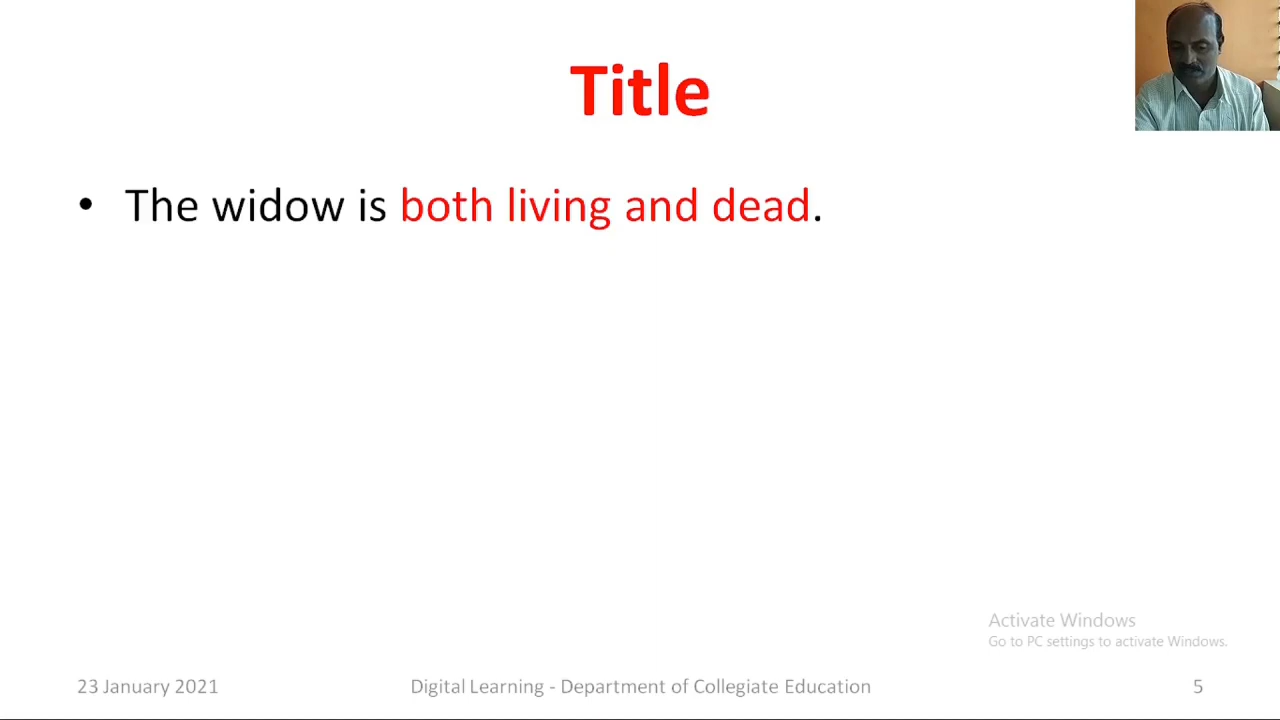 Title
• The widow is both living and dead.
Activate Windows
Go to PC settings to activate Windows.
23 January 2021
Digital Learning - Department of Collegiate Education
5